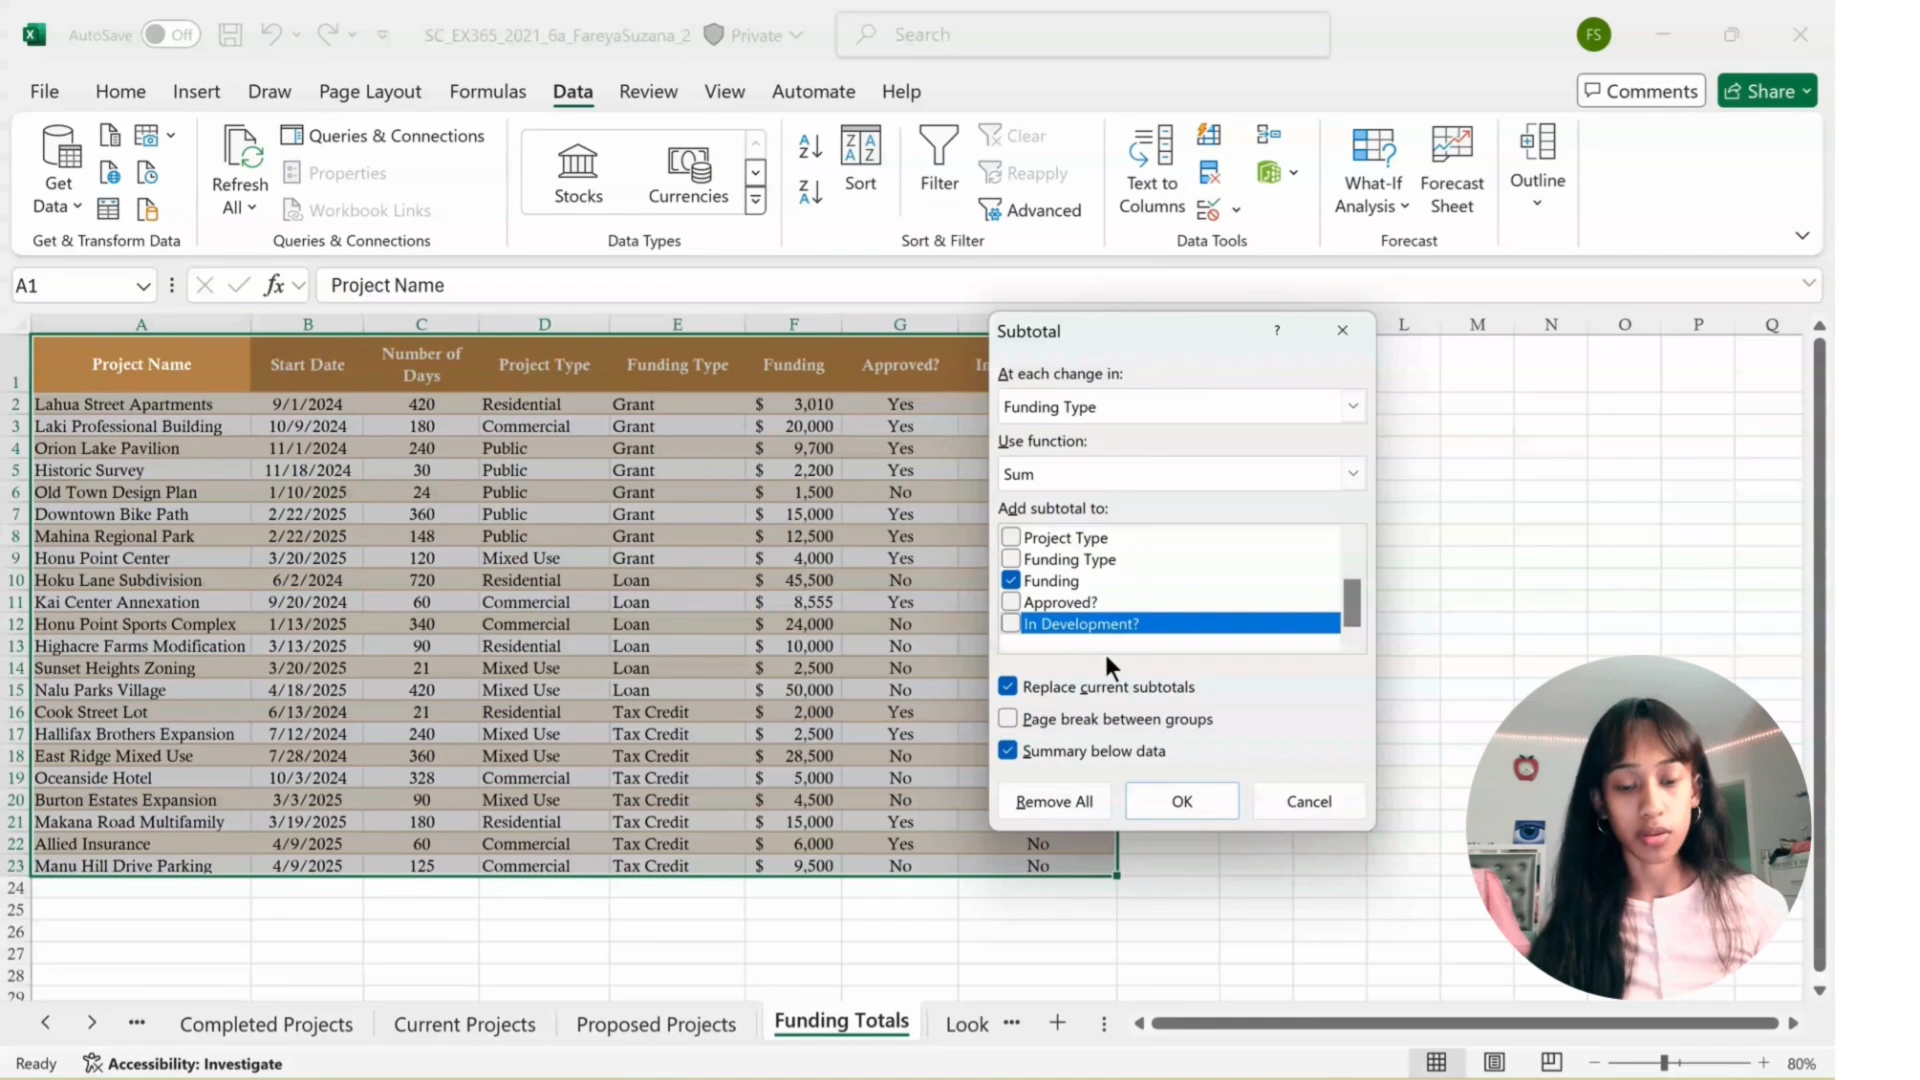 AutoSave Off SC_EX365_2021_6a_FareyaSuzana_2 Private Search FS
File Home Insert Draw Page Layout Formulas Data Review View Automate Help Comments Share
Get Data
Refresh All
Queries & Connections
Properties
Workbook Links
Stocks
Currencies
A Z
Z A
Z A A Z
Sort
Filter
Clear
Reapply
Advanced
Text to Columns
What-If Analysis
Forecast Sheet
Outline
Get & Transform Data Queries & Connections Data Types Sort & Filter Data Tools Forecast
A1 fx Project Name
A B C D E F G L M N O P Q
1 Project Name Start Date Number of Days Project Type Funding Type Funding Approved? In
2 Lahua Street Apartments 9/1/2024 420 Residential Grant $ 3,010 Yes
3 Laki Professional Building 10/9/2024 180 Commercial Grant $ 20,000 Yes
4 Orion Lake Pavilion 11/1/2024 240 Public Grant $ 9,700 Yes
5 Historic Survey 11/18/2024 30 Public Grant $ 2,200 Yes
6 Old Town Design Plan 1/10/2025 24 Public Grant $ 1,500 No
7 Downtown Bike Path 2/22/2025 360 Public Grant $ 15,000 Yes
8 Mahina Regional Park 2/22/2025 148 Public Grant $ 12,500 Yes
9 Honu Point Center 3/20/2025 120 Mixed Use Grant $ 4,000 Yes
10 Hoku Lane Subdivision 6/2/2024 720 Residential Loan $ 45,500 No
11 Kai Center Annexation 9/20/2024 60 Commercial Loan $ 8,555 Yes
12 Honu Point Sports Complex 1/13/2025 340 Commercial Loan $ 24,000 No
13 Highacre Farms Modification 3/13/2025 90 Residential Loan $ 10,000 No
14 Sunset Heights Zoning 3/20/2025 21 Mixed Use Loan $ 2,500 No
15 Nalu Parks Village 4/18/2025 420 Mixed Use Loan $ 50,000 No
16 Cook Street Lot 6/13/2024 21 Residential Tax Credit $ 2,000 Yes
17 Hallifax Brothers Expansion 7/12/2024 240 Mixed Use Tax Credit $ 2,500 Yes
18 East Ridge Mixed Use 7/28/2024 360 Mixed Use Tax Credit $ 28,500 No
19 Oceanside Hotel 10/3/2024 328 Commercial Tax Credit $ 5,000 No
20 Burton Estates Expansion 3/3/2025 90 Mixed Use Tax Credit $ 4,500 No
21 Makana Road Multifamily 3/19/2025 180 Residential Tax Credit $ 15,000 Yes
22 Allied Insurance 4/9/2025 60 Commercial Tax Credit $ 6,000 Yes No
23 Manu Hill Drive Parking 4/9/2025 125 Commercial Tax Credit $ 9,500 No No
24
25
26
27
28
29
Subtotal ?
At each change in:
Funding Type
Use function:
Sum
Add subtotal to:
Project Type
Funding Type
Funding
Approved?
In Development?
Replace current subtotals
Page break between groups
Summary below data
Remove All OK Cancel
Completed Projects Current Projects Proposed Projects Funding Totals Look
Ready Accessibility: Investigate 80%